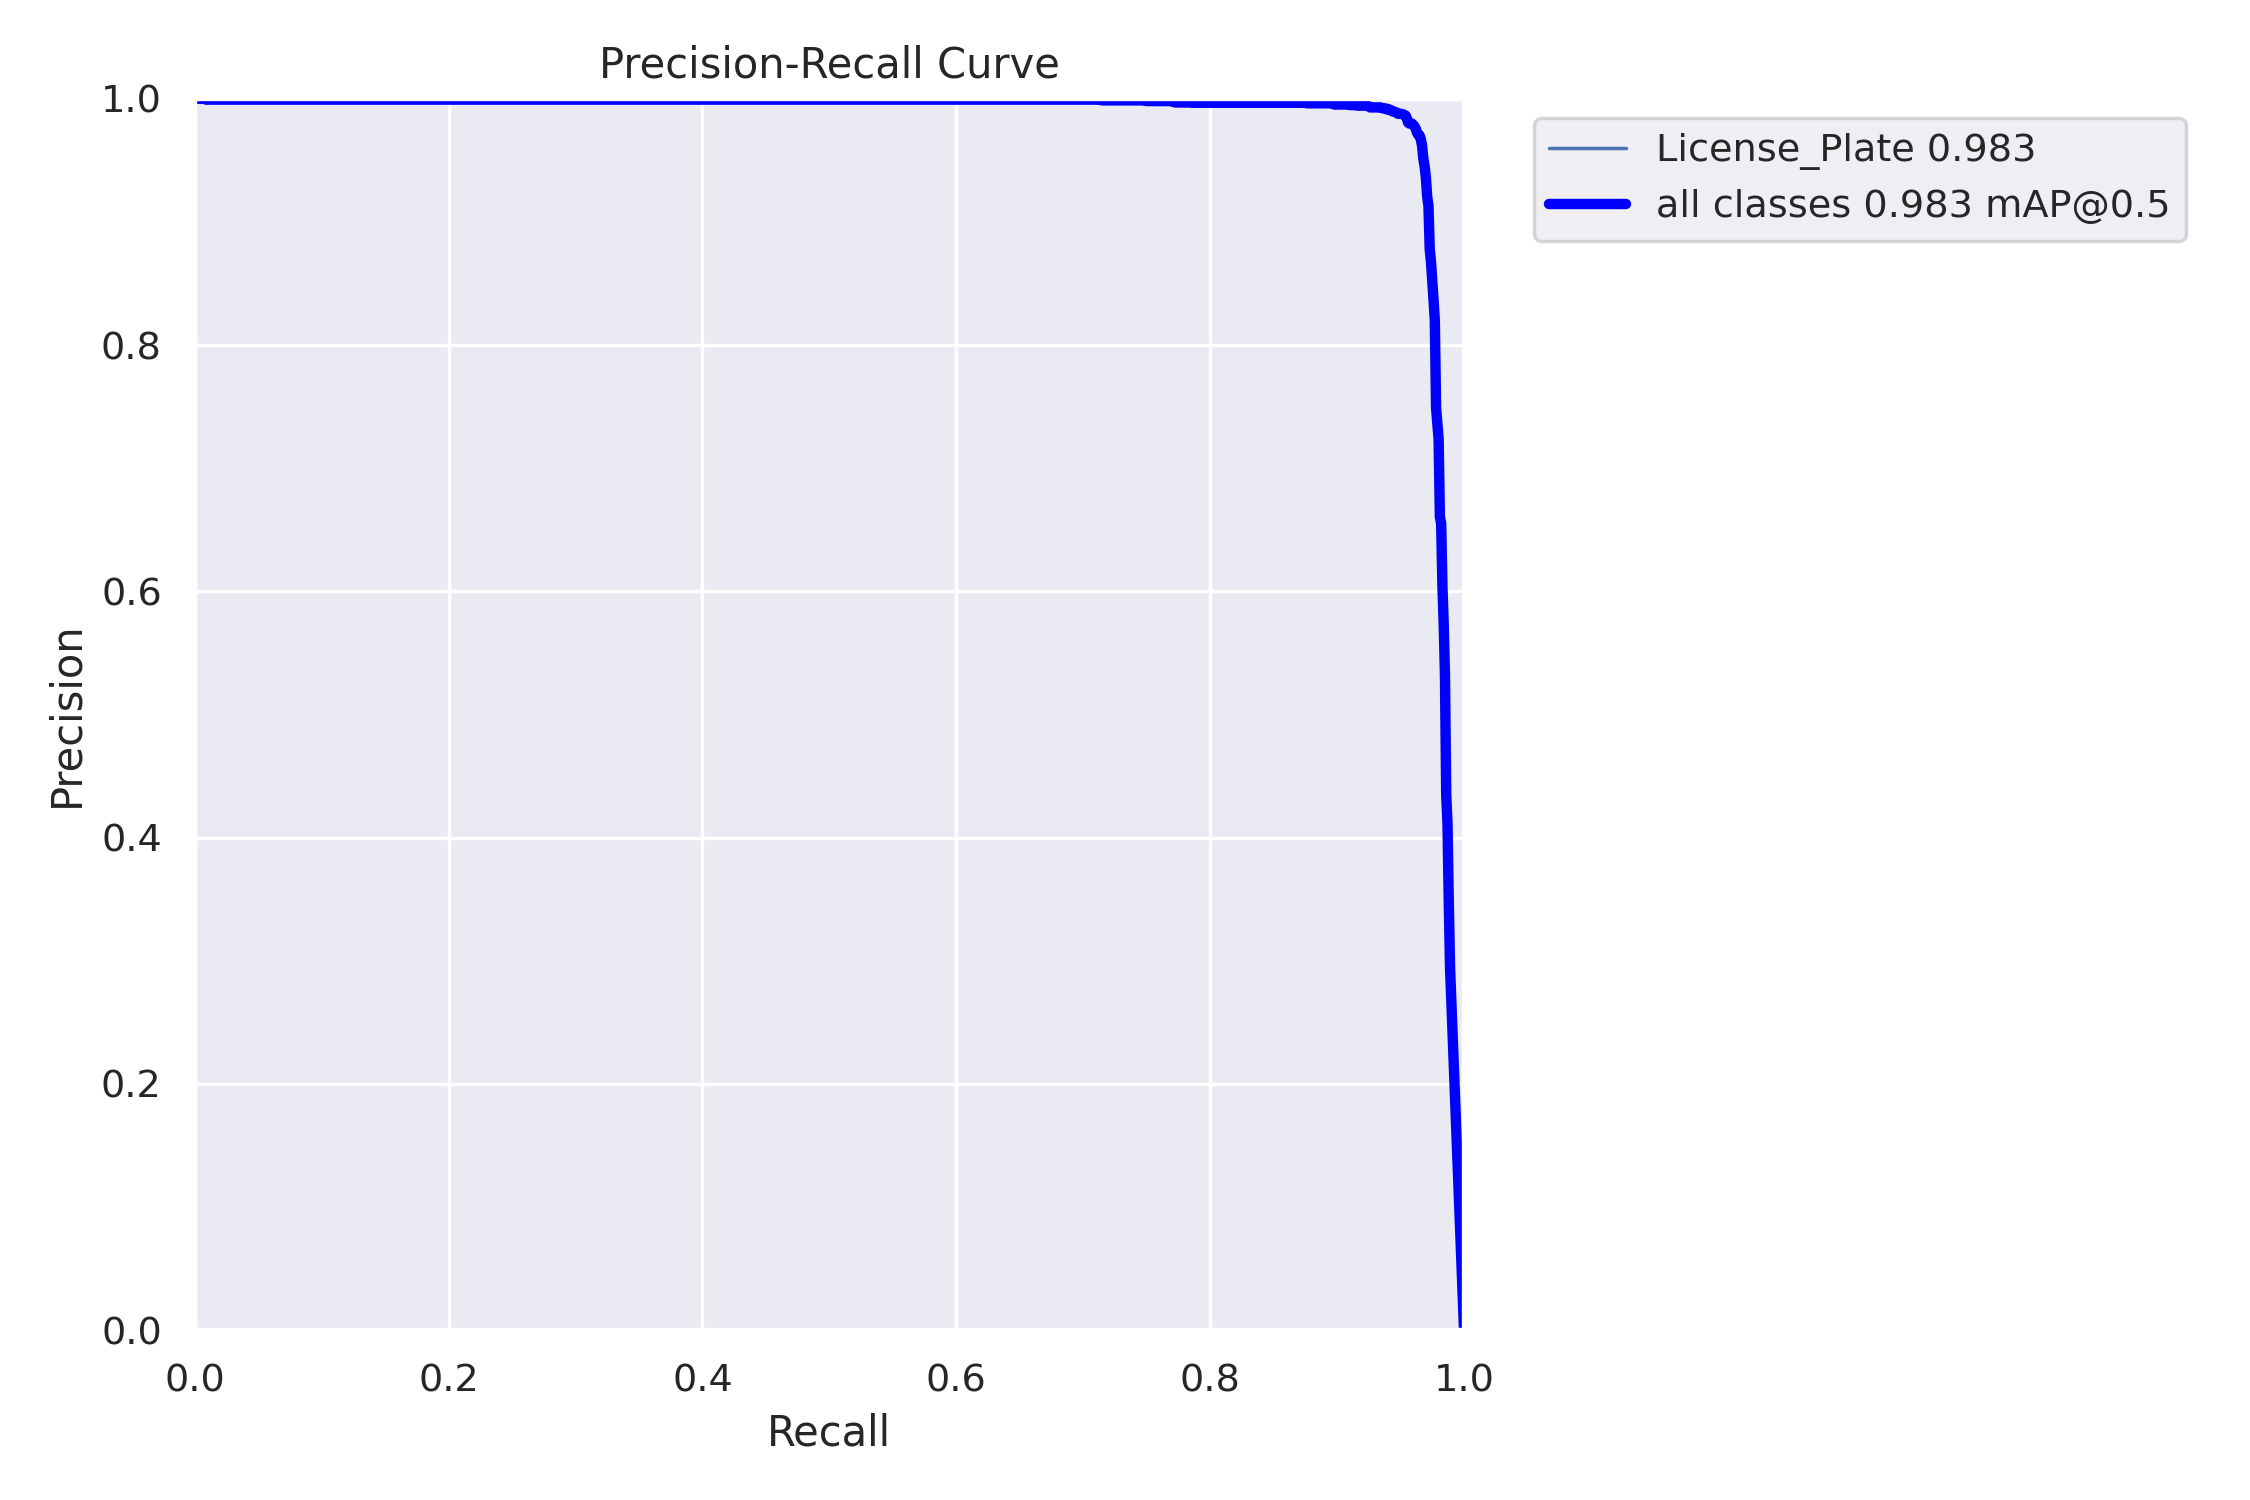 Precision-Recall Curve
1.0
0.8
0.6
0.4
0.2
0.0
Precision
0.0 0.2 0.4 0.6 0.8 1.0
Recall
License_Plate 0.983
all classes 0.983 mAP@0.5